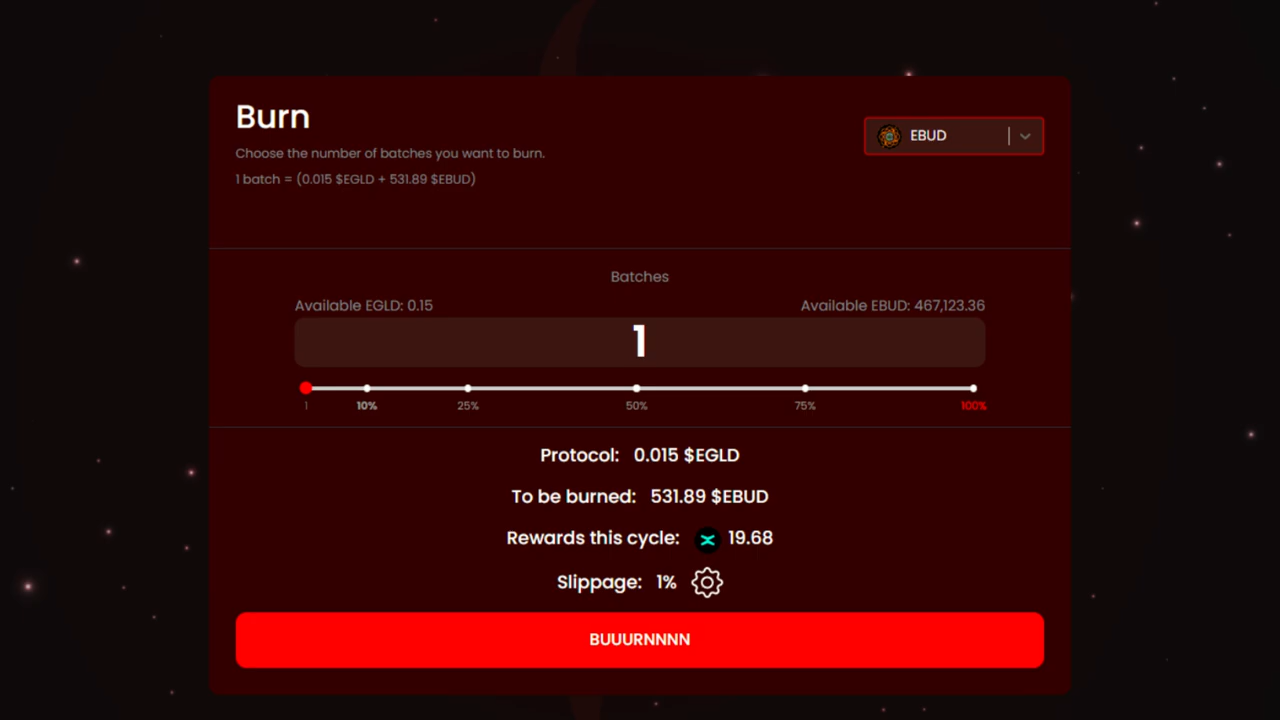 Burn
EBUD
Choose the number of batches you want to burn.
1 batch = (0.015 $EGLD + 531.89 $EBUD)
Batches
Available EGLD: 0.15 Available EBUD: 467,123.36
1
1 10% 25% 50% 75% 100%
Protocol: 0.015 $EGLD
To be burned: 531.89 $EBUD
Rewards this cycle: 19.68
Slippage: 1%
BUUURNNNN